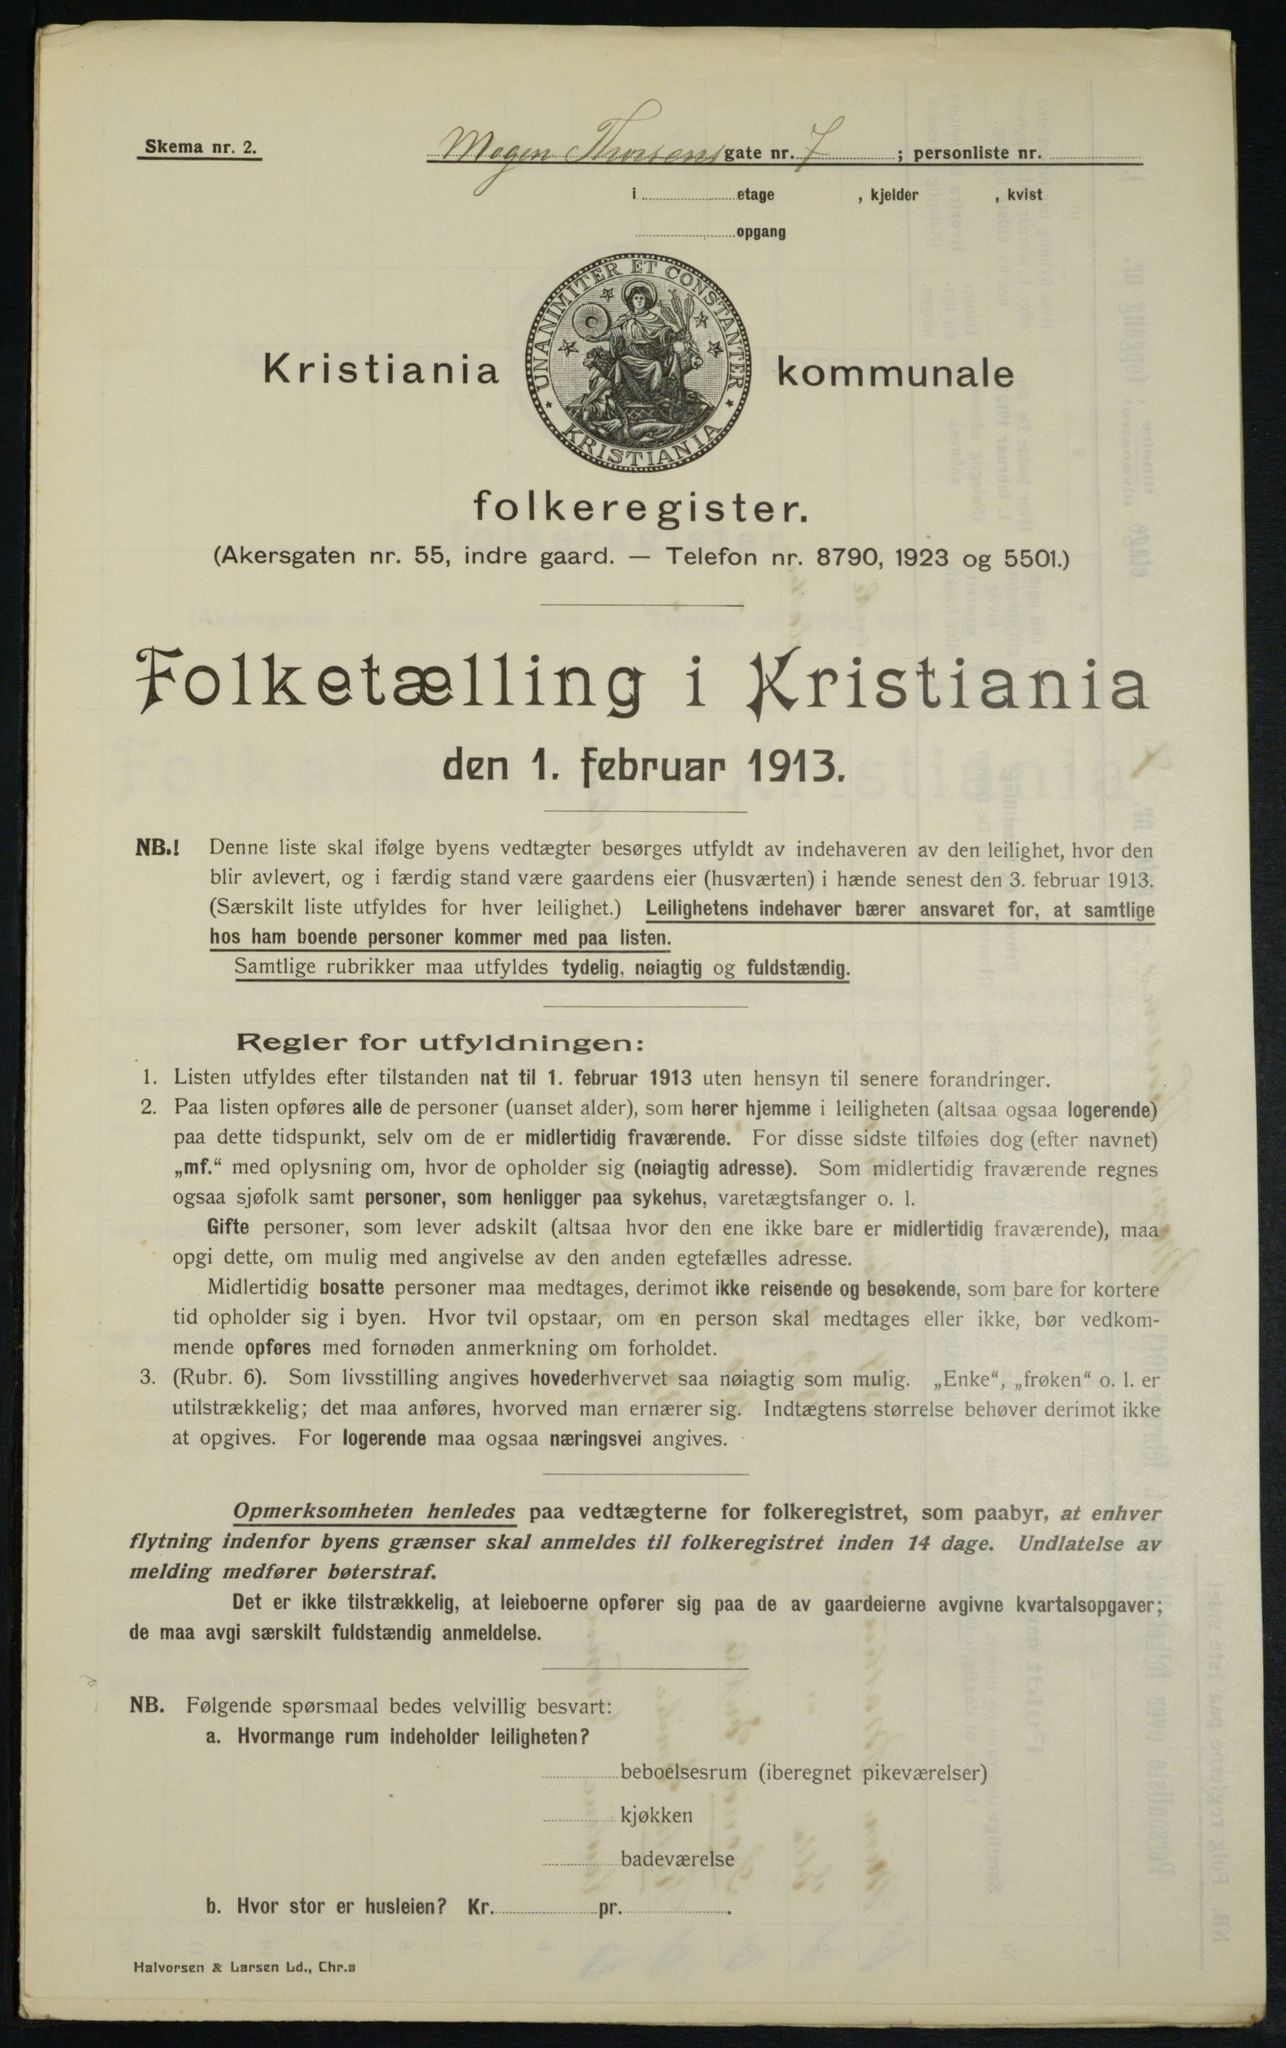 Skema nr. 2. Mogen Thorsens gate nr. 7 ; personliste nr.
i etage , kjelder , kvist
opgang
UNANIMITER ET CONSTANTER
KRISTIANIA
Kristiania kommunale
folkeregister.
(Akersgaten nr. 55, indre gaard. — Telefon nr. 8790, 1923 og 5501.)
Folketælling i Kristiania
den 1. februar 1913.
NB.! Denne liste skal ifølge byens vedtægter besørges utfyldt av indehaveren av den leilighet, hvor den
blir avlevert, og i færdig stand være gaardens eier (husværten) i hænde senest den 3. februar 1913.
(Særskilt liste utfyldes for hver leilighet.) Leilighetens indehaver bærer ansvaret for, at samtlige
hos ham boende personer kommer med paa listen.
Samtlige rubrikker maa utfyldes tydelig, nøiagtig og fuldstændig.
Regler for utfyldningen:
1. Listen utfyldes efter tilstanden nat til 1. februar 1913 uten hensyn til senere forandringer.
2. Paa listen opføres alle de personer (uanset alder), som hører hjemme i leiligheten (altsaa ogsaa logerende)
paa dette tidspunkt, selv om de er midlertidig fraværende. For disse sidste tilføies dog (efter navnet)
„mf.“ med oplysning om, hvor de opholder sig (nøiagtig adresse). Som midlertidig fraværende regnes
ogsaa sjøfolk samt personer, som henligger paa sykehus, varetægtsfanger o. l.
Gifte personer, som lever adskilt (altsaa hvor den ene ikke bare er midlertidig fraværende), maa
opgi dette, om mulig med angivelse av den anden egtefælles adresse.
Midlertidig bosatte personer maa medtages, derimot ikke reisende og besøkende, som bare for kortere
tid opholder sig i byen. Hvor tvil opstaar, om en person skal medtages eller ikke, bør vedkom-
mende opføres med fornøden anmerkning om forholdet.
3. (Rubr. 6). Som livsstilling angives hovederhvervet saa nøiagtig som mulig. „Enke“, „frøken“ o. l. er
utilstrækkelig; det maa anføres, hvorved man ernærer sig. Indtægtens størrelse behøver derimot ikke
at opgives. For logerende maa ogsaa næringsvei angives.
Opmerksomheten henledes paa vedtægterne for folkeregistret, som paabyr, at enhver
flytning indenfor byens grænser skal anmeldes til folkeregistret inden 14 dage. Undlatelse av
melding medfører bøterstraf.
Det er ikke tilstrækkelig, at leieboerne opfører sig paa de av gaardeierne avgivne kvartalsopgaver;
de maa avgi særskilt fuldstændig anmeldelse.
NB. Følgende spørsmaal bedes velvillig besvart:
a. Hvormange rum indeholder leiligheten?
beboelsesrum (iberegnet pikeværelser)
kjøkken
badeværelse
b. Hvor stor er husleien? Kr. pr. .
Halvorsen & Larsen Ld., Chr.a